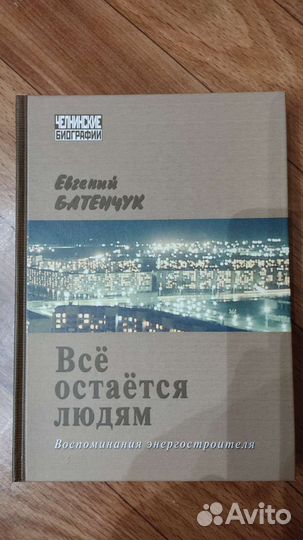 ЧЕЛНИНСКИЕ
БИОГРАФИИ
Евгений
БАТЕНЧУК
Всё
остаётся
людям
Воспоминания энергостроителя
Avito